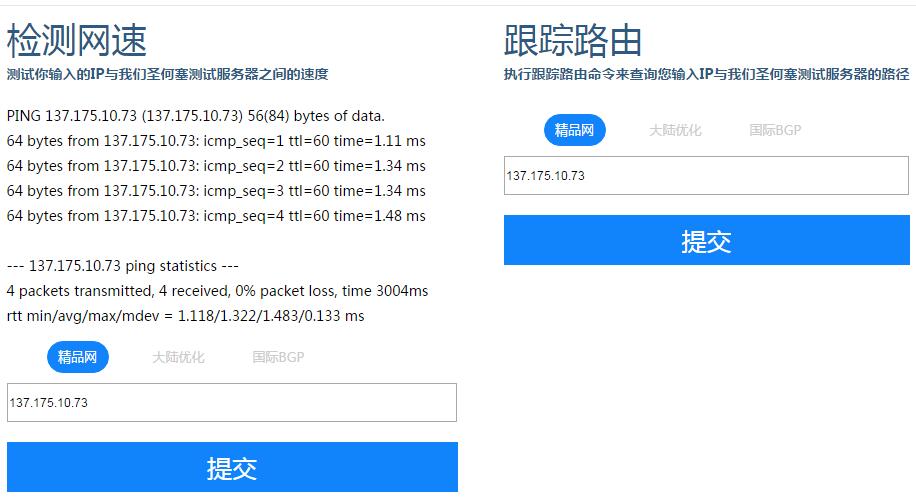 检测网速
测试你输入的IP与我们圣何塞测试服务器之间的速度
PING 137.175.10.73 (137.175.10.73) 56(84) bytes of data.
64 bytes from 137.175.10.73: icmp_seq=1 ttl=60 time=1.11 ms
64 bytes from 137.175.10.73: icmp_seq=2 ttl=60 time=1.34 ms
64 bytes from 137.175.10.73: icmp_seq=3 ttl=60 time=1.34 ms
64 bytes from 137.175.10.73: icmp_seq=4 ttl=60 time=1.48 ms
--- 137.175.10.73 ping statistics ---
4 packets transmitted, 4 received, 0% packet loss, time 3004ms
rtt min/avg/max/mdev = 1.118/1.322/1.483/0.133 ms
精品网 大陆优化 国际BGP
137.175.10.73
提交
跟踪路由
执行跟踪路由命令来查询您输入IP与我们圣何塞测试服务器的路径
精品网 大陆优化 国际BGP
137.175.10.73
提交